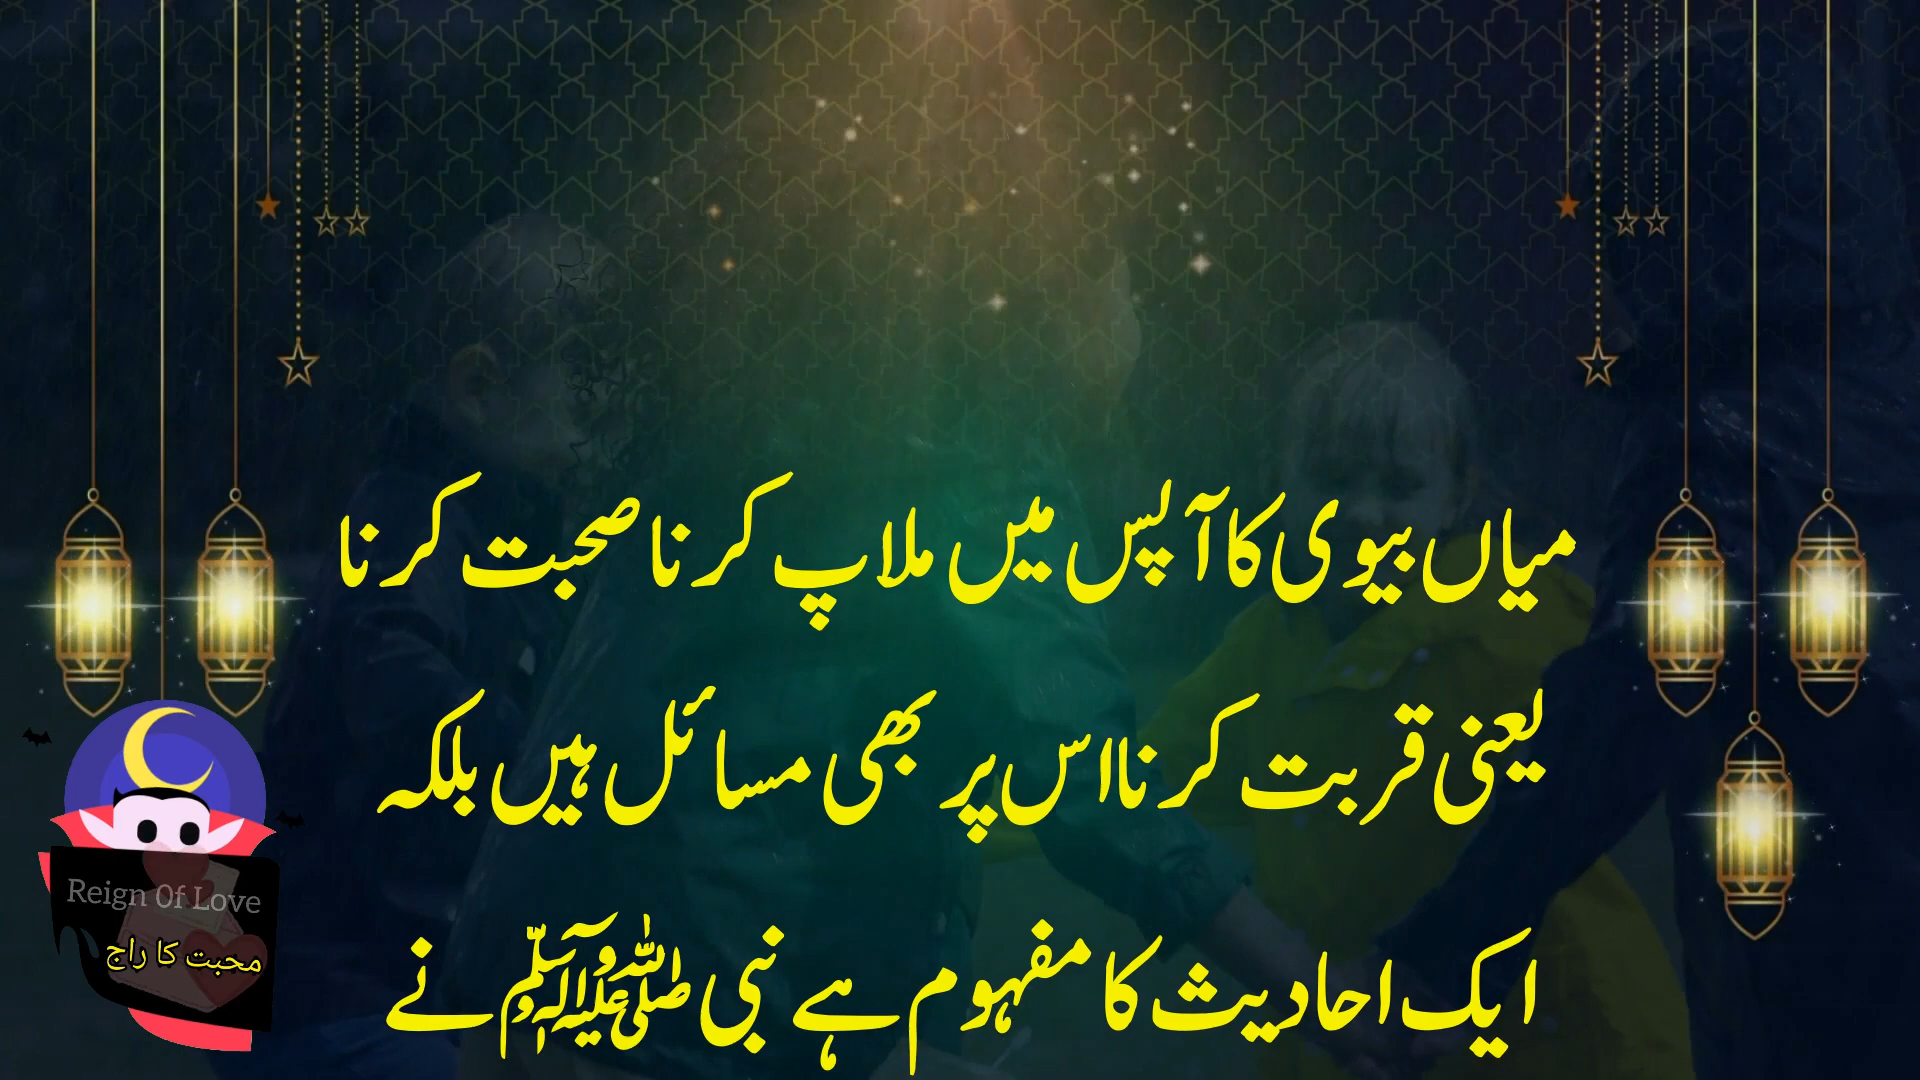 میاں بیوی کا آپس میں ملاپ کرنا صحبت کرنا
یعنی قربت کرنا اس پر بھی مسائل ہیں بلکہ
ایک احادیث کا مفہوم ہے نبی ﷺ نے
Reign Of Love
محبت کا راج